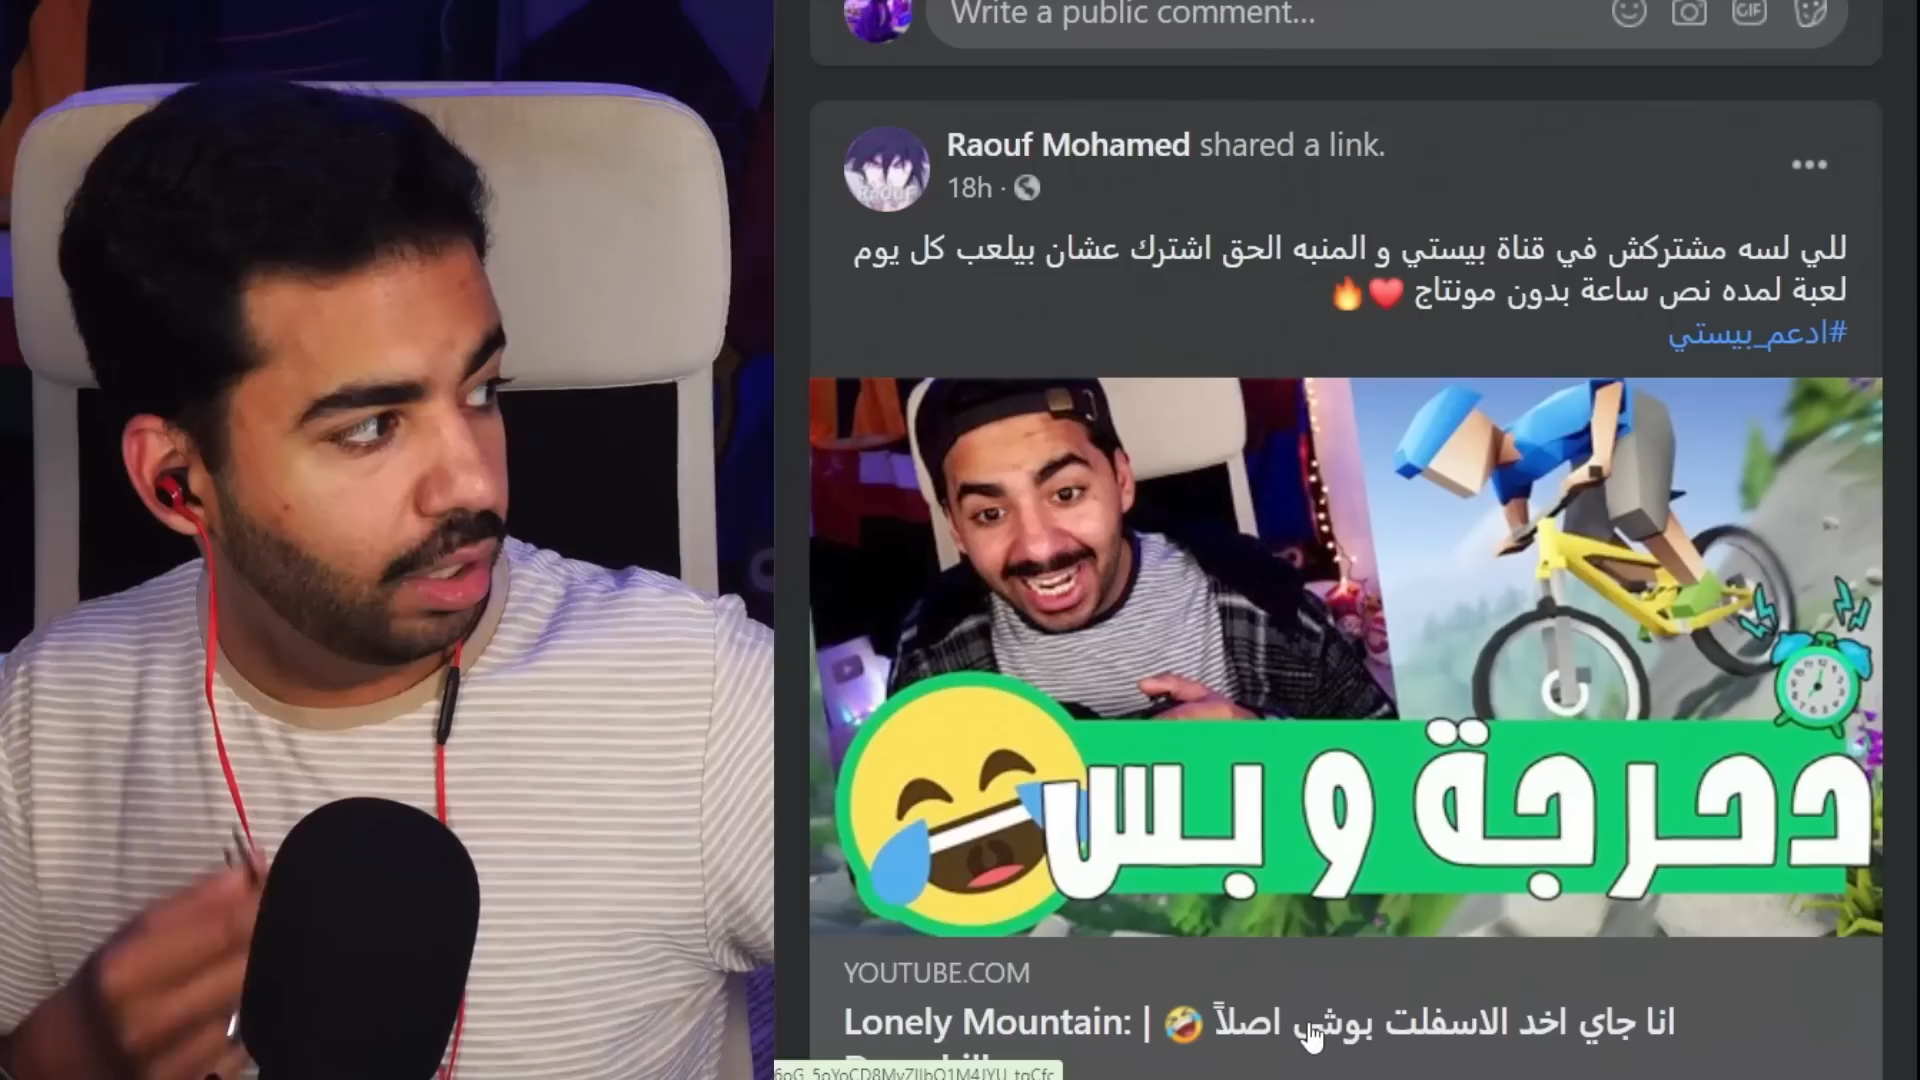 Write a public comment...
GIF
Raouf Mohamed shared a link.
18h ·
للي لسه مشتركش في قناة بيستي و المنبه الحق اشترك عشان بيلعب كل يوم
لعبة لمده نص ساعة بدون مونتاج ❤️🔥
#ادعم_بيستي
دحرجة و بس
YOUTUBE.COM
انا جاي اخد الاسفلت بوشي اصلاً 🤣 | Lonely Mountain: